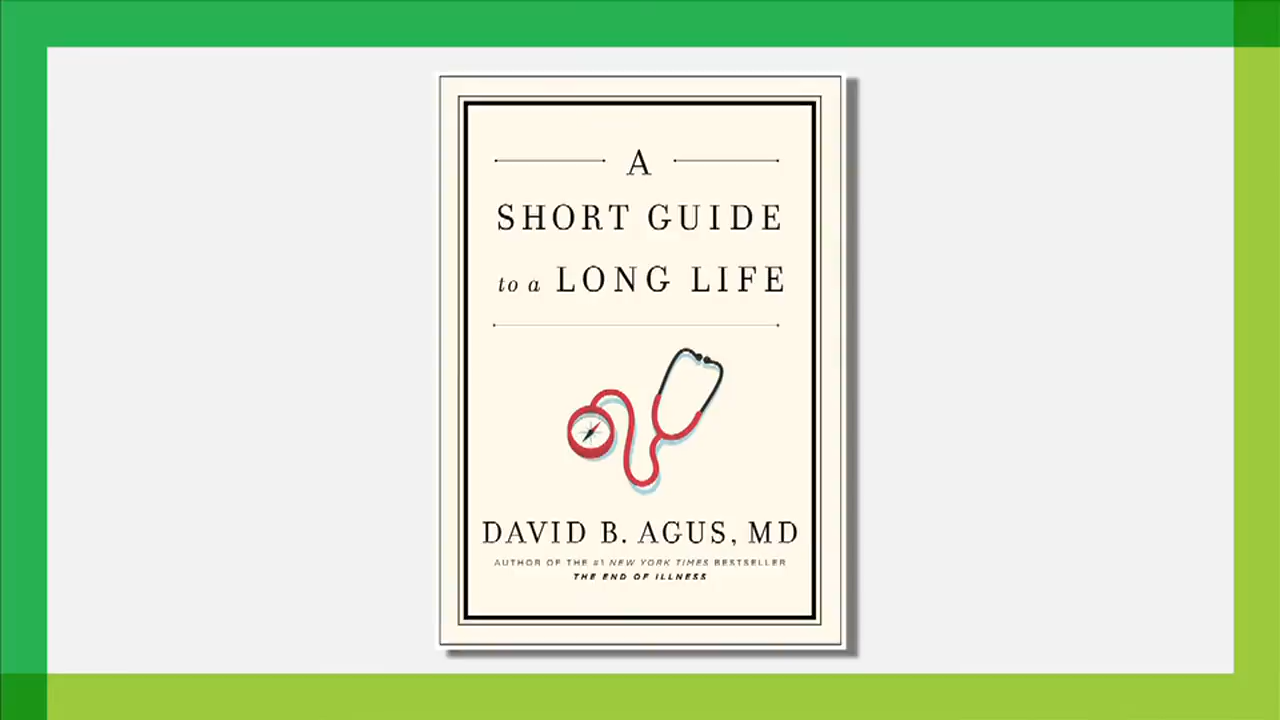 A
SHORT GUIDE
to a LONG LIFE
DAVID B. AGUS, MD
AUTHOR OF THE #1 NEW YORK TIMES BESTSELLER
THE END OF ILLNESS